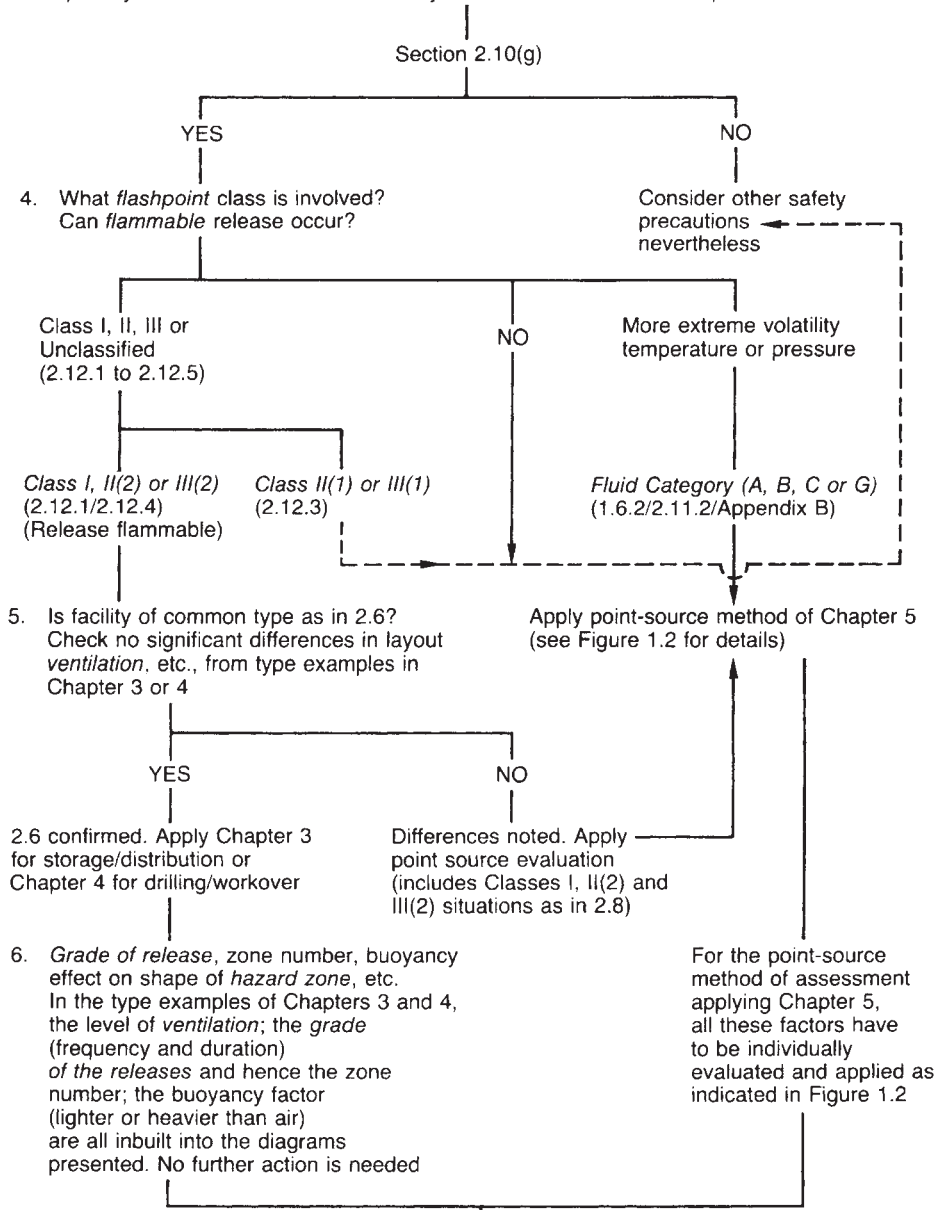 Section 2.10(g)
YES
NO
4. What flashpoint class is involved?
Can flammable release occur?
Consider other safety
precautions
nevertheless
Class I, II, III or
Unclassified
(2.12.1 to 2.12.5)
NO
More extreme volatility
temperature or pressure
Class I, II(2) or III(2)
(2.12.1/2.12.4)
(Release flammable)
Class II(1) or III(1)
(2.12.3)
Fluid Category (A, B, C or G)
(1.6.2/2.11.2/Appendix B)
5. Is facility of common type as in 2.6?
Check no significant differences in layout
ventilation, etc., from type examples in
Chapter 3 or 4
Apply point-source method of Chapter 5
(see Figure 1.2 for details)
YES
NO
2.6 confirmed. Apply Chapter 3
for storage/distribution or
Chapter 4 for drilling/workover
Differences noted. Apply
point source evaluation
(includes Classes I, II(2) and
III(2) situations as in 2.8)
6. Grade of release, zone number, buoyancy
effect on shape of hazard zone, etc.
In the type examples of Chapters 3 and 4,
the level of ventilation; the grade
(frequency and duration)
of the releases and hence the zone
number; the buoyancy factor
(lighter or heavier than air)
are all inbuilt into the diagrams
presented. No further action is needed
For the point-source
method of assessment
applying Chapter 5,
all these factors have
to be individually
evaluated and applied as
indicated in Figure 1.2